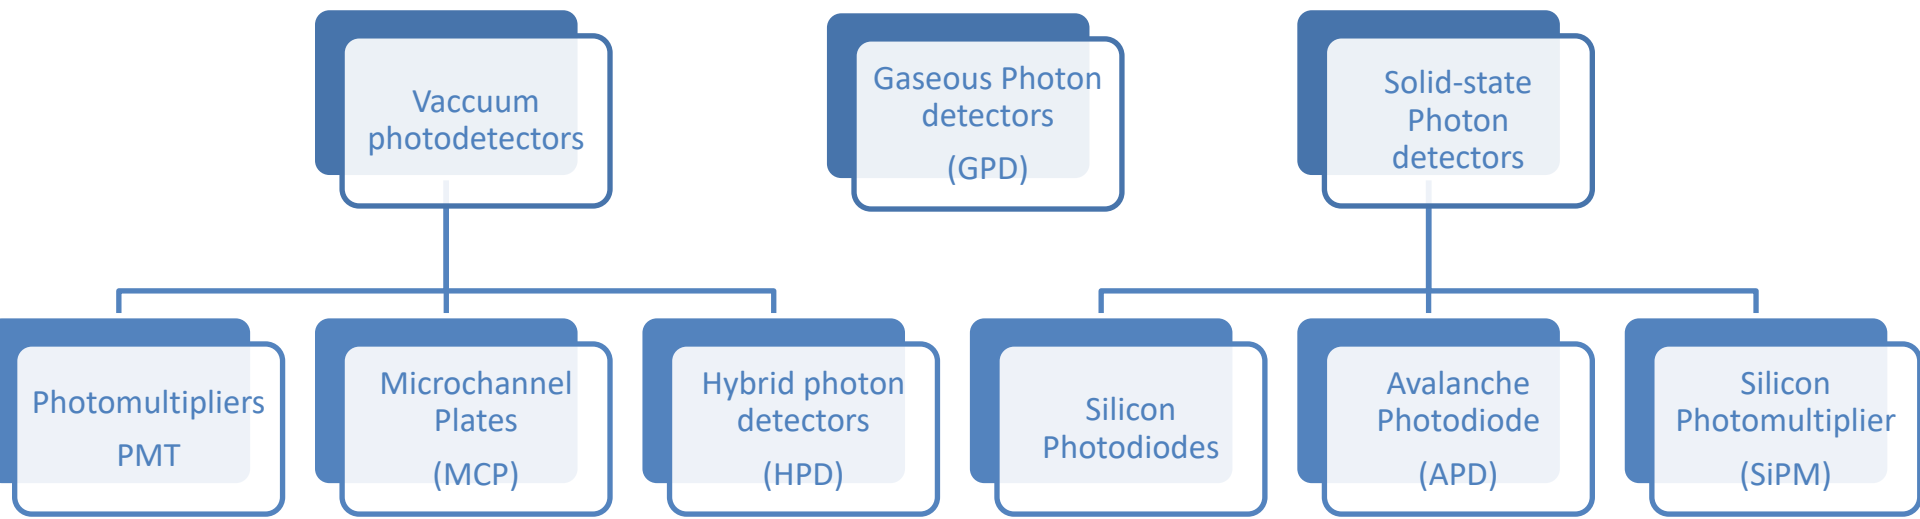 Vaccuum
photodetectors
Gaseous Photon
detectors
(GPD)
Solid-state
Photon
detectors
Photomultipliers
PMT
Microchannel
Plates
(MCP)
Hybrid photon
detectors
(HPD)
Silicon
Photodiodes
Avalanche
Photodiode
(APD)
Silicon
Photomultiplier
(SiPM)